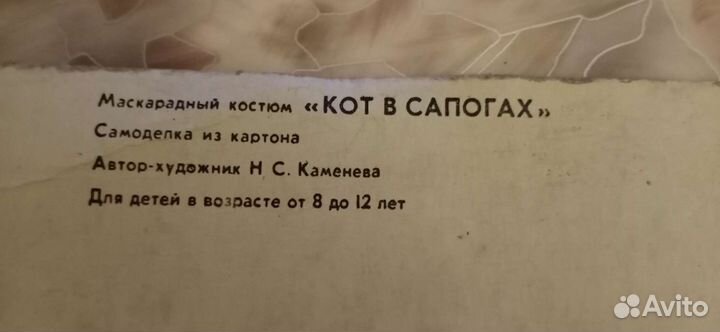 Маскарадный костюм «КОТ В САПОГАХ»
Самоделка из картона
Автор-художник Н С. Каменева
Для детей в возрасте от 8 до 12 лет
Avito